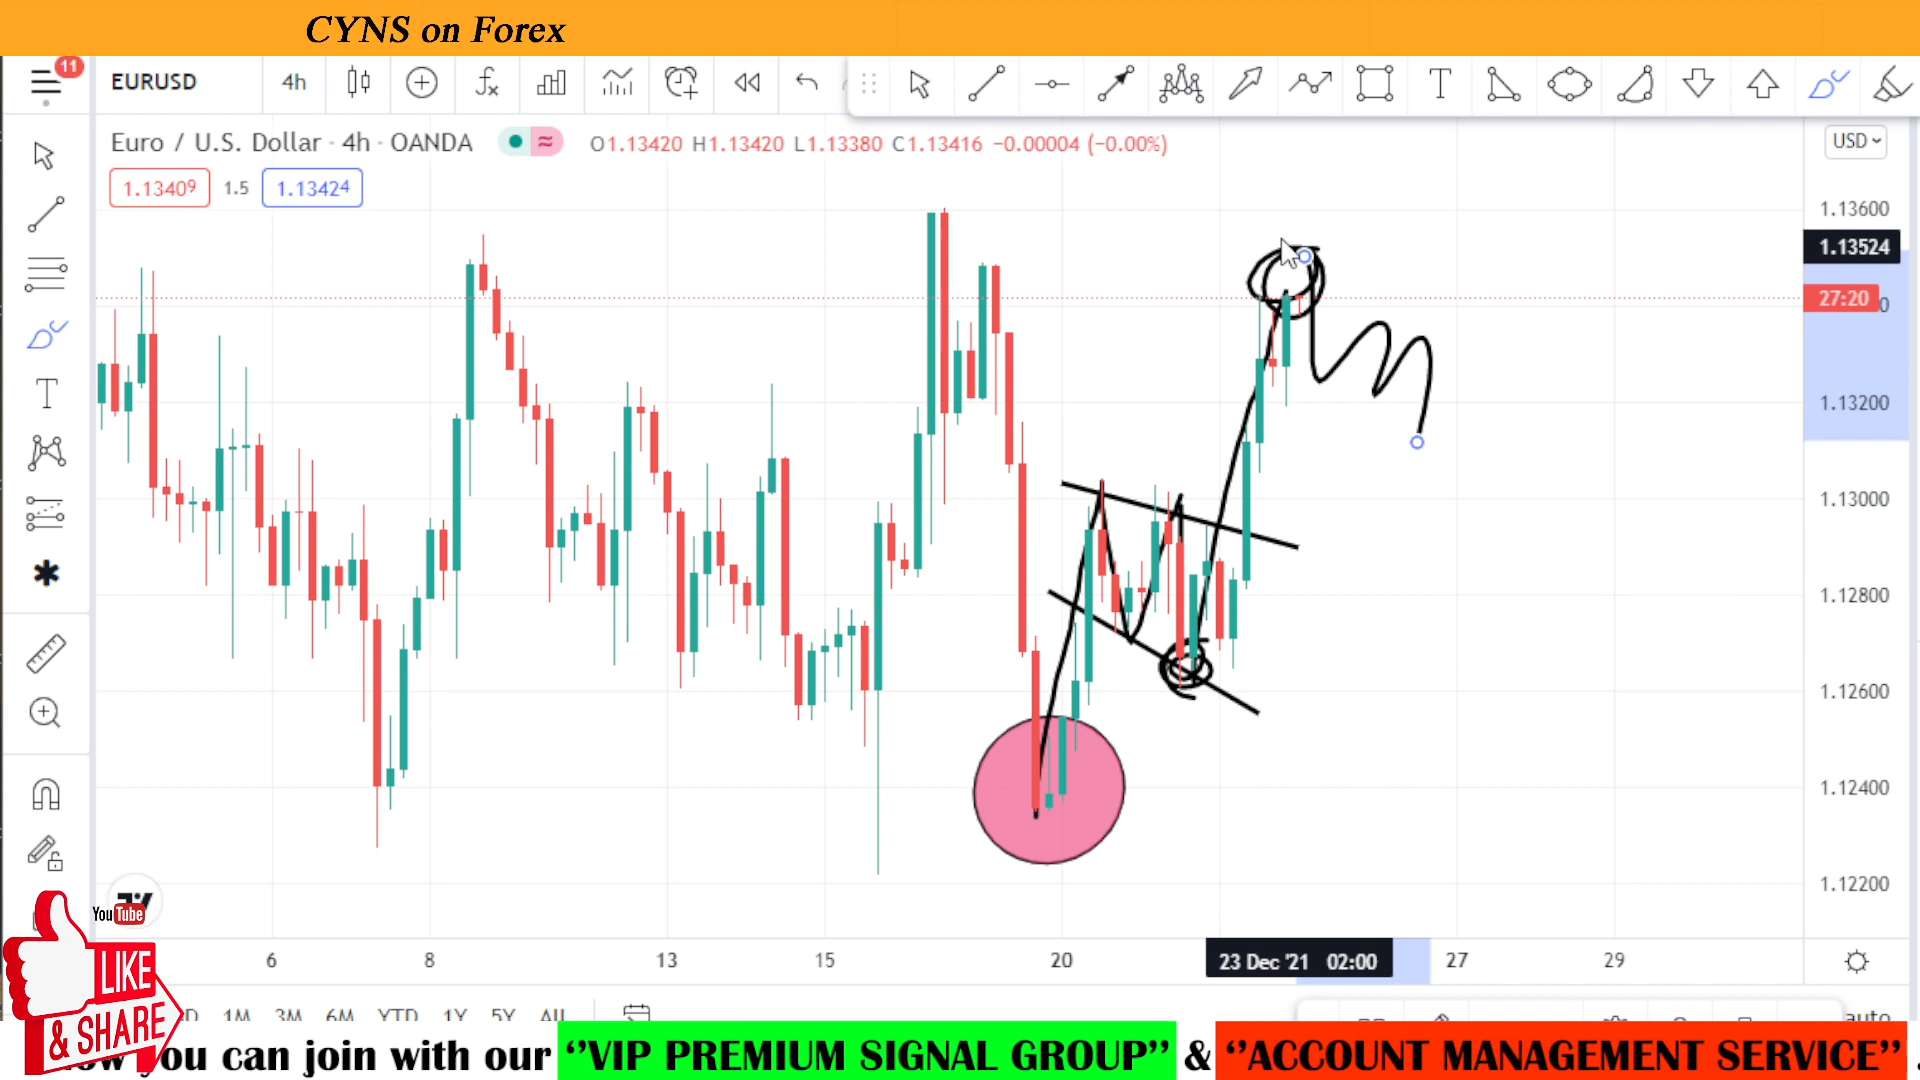 CYNS on Forex
11
EURUSD 4h
Euro / U.S. Dollar · 4h · OANDA O1.13420 H1.13420 L1.13380 C1.13416 −0.00004 (−0.00%)
USD
1.13409 1.5 1.13424
1.13600
1.13524
27:20
1.13200
1.13000
1.12800
1.12600
1.12400
1.12200
6 8 13 15 20 23 Dec '21 02:00 27 29
YouTube
LIKE
& SHARE
1M 3M 6M YTD 1Y 5Y All
auto
you can join with our ‘’VIP PREMIUM SIGNAL GROUP’’ & ‘’ACCOUNT MANAGEMENT SERVICE’’